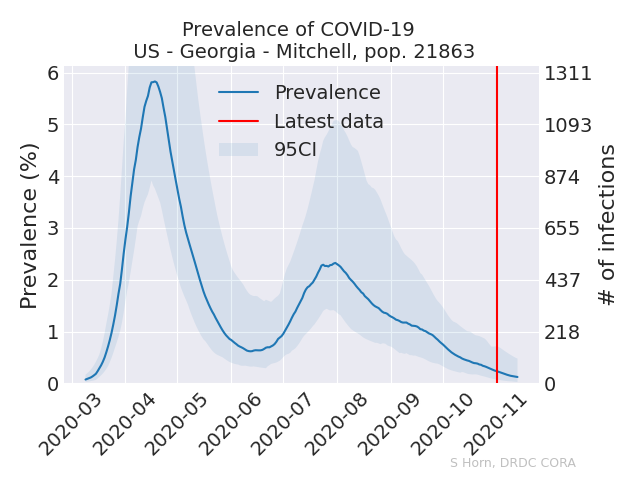 Prevalence of COVID-19
US - Georgia - Mitchell, pop. 21863
Prevalence
Latest data
95CI
Prevalence (%)
6
5
4
3
2
1
0
1311
1093
874
655
437
218
0
# of infections
2020-03
2020-04
2020-05
2020-06
2020-07
2020-08
2020-09
2020-10
2020-11
S Horn, DRDC CORA